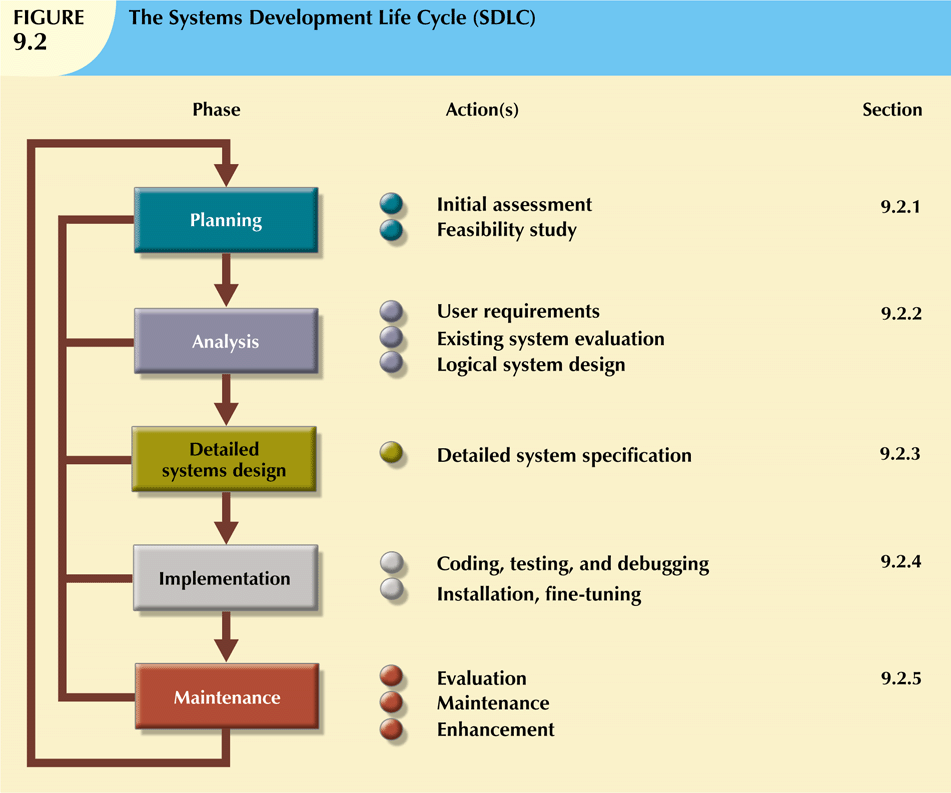 FIGURE
9.2
The Systems Development Life Cycle (SDLC)
Phase
Action(s)
Section
Planning
Initial assessment
Feasibility study
9.2.1
Analysis
User requirements
Existing system evaluation
Logical system design
9.2.2
Detailed
systems design
Detailed system specification
9.2.3
Implementation
Coding, testing, and debugging
Installation, fine-tuning
9.2.4
Maintenance
Evaluation
Maintenance
Enhancement
9.2.5